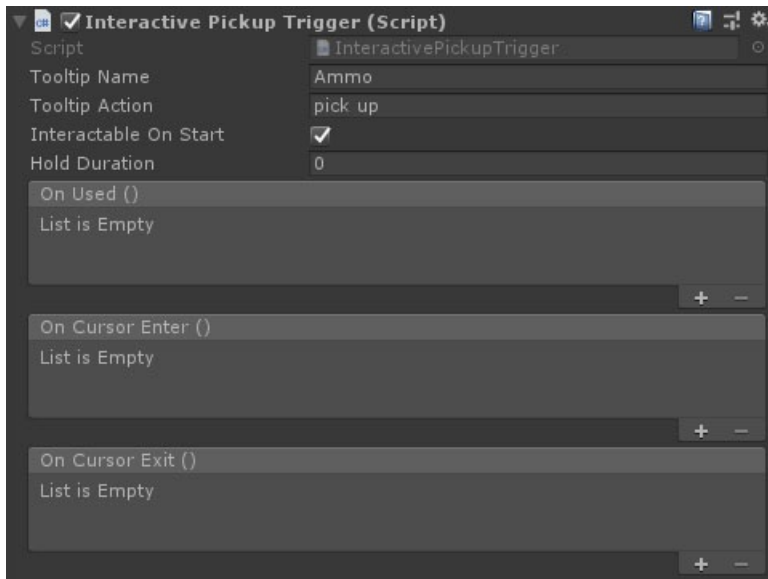 Interactive Pickup Trigger (Script)
Script InteractivePickupTrigger
Tooltip Name Ammo
Tooltip Action pick up
Interactable On Start
Hold Duration 0
On Used ()
List is Empty
+ −
On Cursor Enter ()
List is Empty
+ −
On Cursor Exit ()
List is Empty
+ −